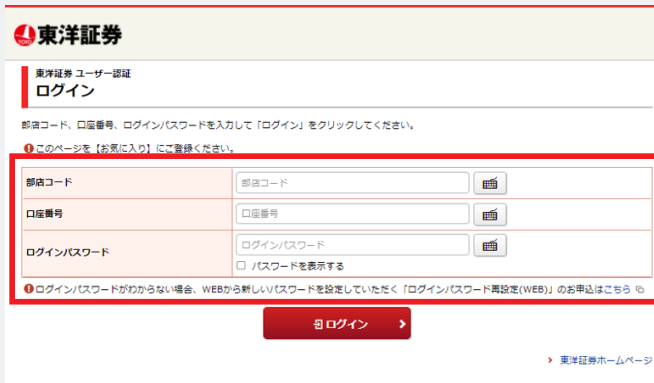 東洋証券
東洋証券 ユーザー認証
ログイン
部店コード、口座番号、ログインパスワードを入力して「ログイン」をクリックしてください。
このページを【お気に入り】にご登録ください。
部店コード
部店コード
口座番号
口座番号
ログインパスワード
ログインパスワード
パスワードを表示する
ログインパスワードがわからない場合、WEBから新しいパスワードを設定していただく「ログインパスワード再設定(WEB)」のお申込はこちら
ログイン
東洋証券ホームページ